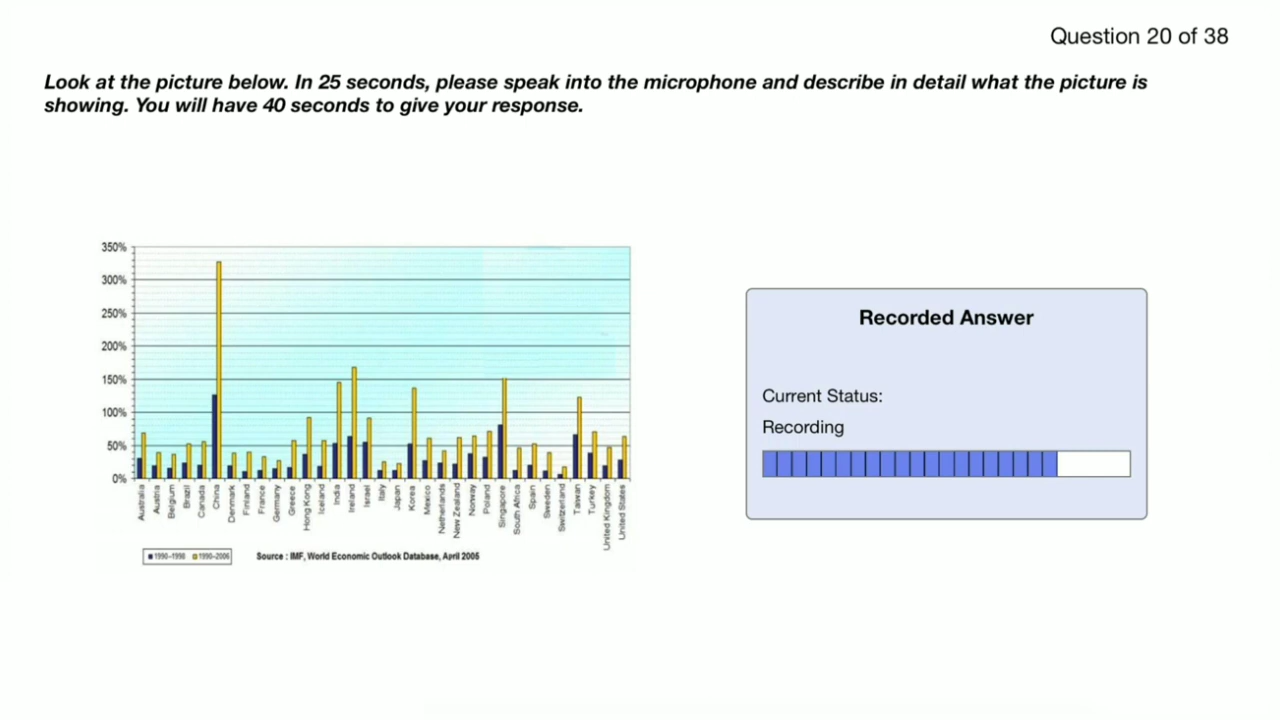 Question 20 of 38
Look at the picture below. In 25 seconds, please speak into the microphone and describe in detail what the picture is
showing. You will have 40 seconds to give your response.
350%
300%
250%
200%
150%
100%
50%
0%
Australia
Austria
Belgium
Brazil
Canada
China
Denmark
Finland
France
Germany
Greece
Hong Kong
Iceland
India
Ireland
Israel
Italy
Japan
Korea
Mexico
Netherlands
New Zealand
Norway
Poland
Singapore
South Africa
Spain
Sweden
Switzerland
Taiwan
Turkey
United Kingdom
United States
1990-1998 1990-2006
Source : IMF, World Economic Outlook Database, April 2005
Recorded Answer
Current Status:
Recording